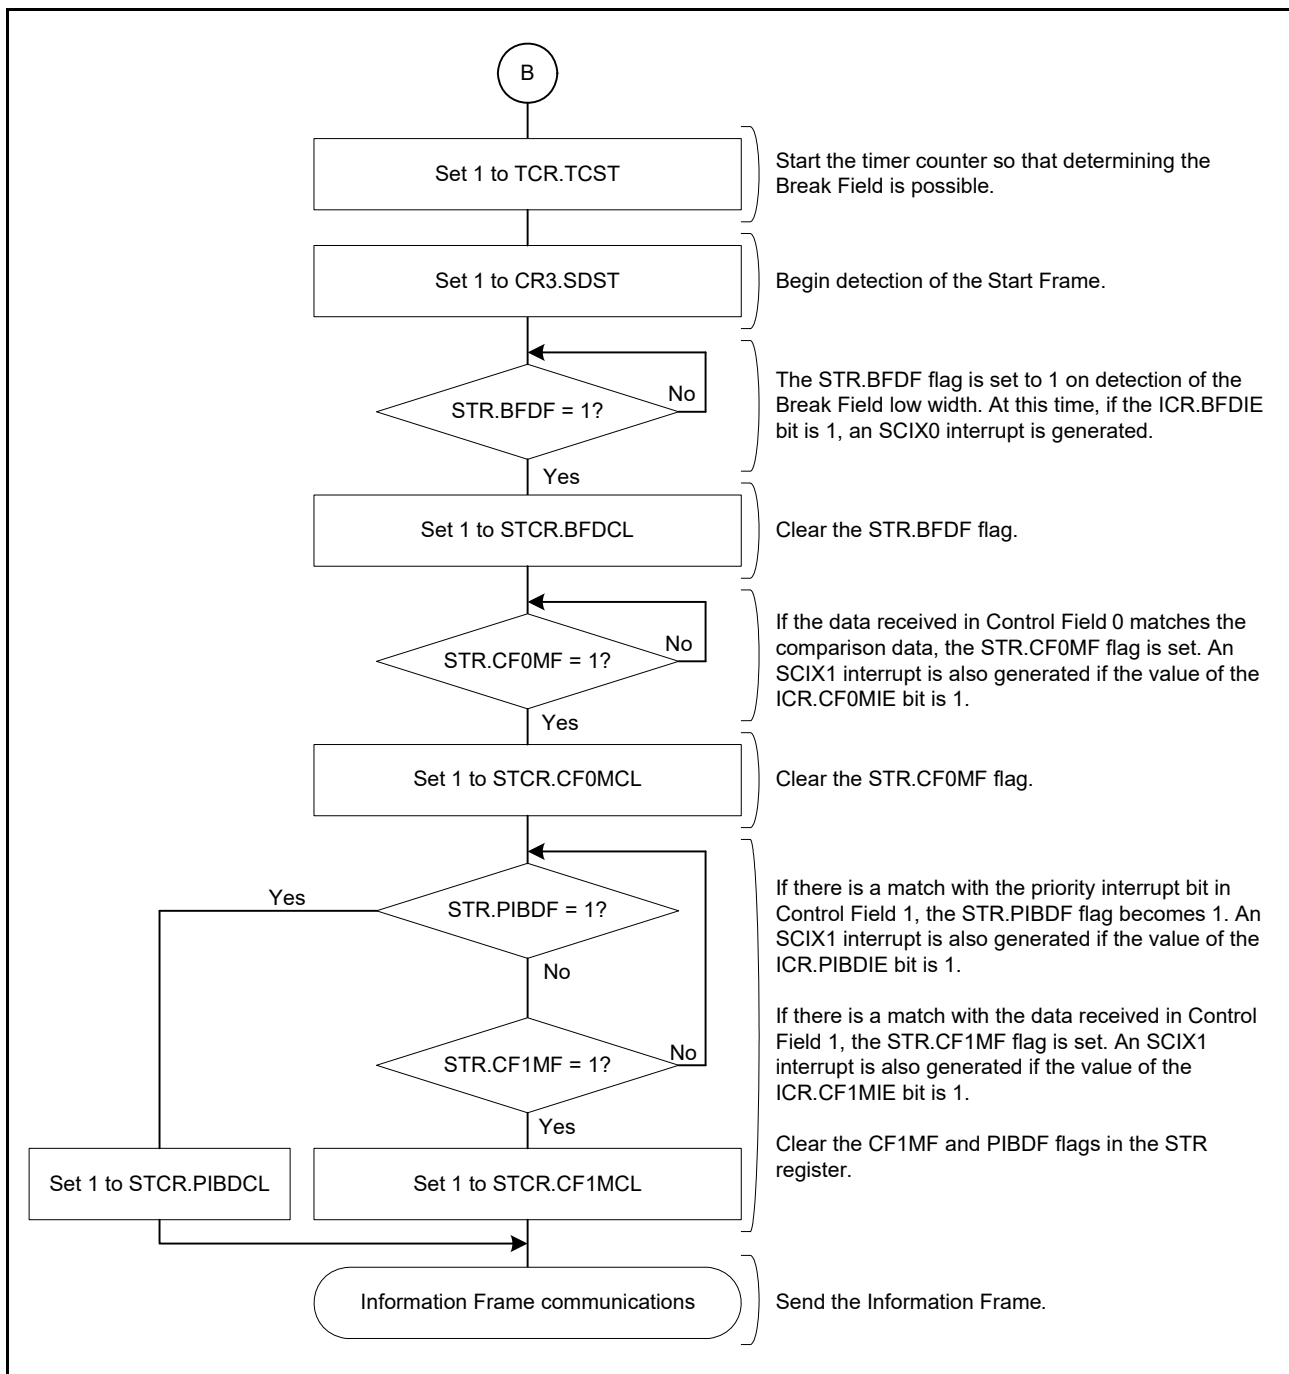 B
Set 1 to TCR.TCST
Start the timer counter so that determining the
Break Field is possible.
Set 1 to CR3.SDST
Begin detection of the Start Frame.
STR.BFDF = 1?
No
Yes
The STR.BFDF flag is set to 1 on detection of the
Break Field low width. At this time, if the ICR.BFDIE
bit is 1, an SCIX0 interrupt is generated.
Set 1 to STCR.BFDCL
Clear the STR.BFDF flag.
STR.CF0MF = 1?
No
Yes
If the data received in Control Field 0 matches the
comparison data, the STR.CF0MF flag is set. An
SCIX1 interrupt is also generated if the value of the
ICR.CF0MIE bit is 1.
Set 1 to STCR.CF0MCL
Clear the STR.CF0MF flag.
Yes
STR.PIBDF = 1?
No
If there is a match with the priority interrupt bit in
Control Field 1, the STR.PIBDF flag becomes 1. An
SCIX1 interrupt is also generated if the value of the
ICR.PIBDIE bit is 1.
STR.CF1MF = 1?
No
Yes
If there is a match with the data received in Control
Field 1, the STR.CF1MF flag is set. An SCIX1
interrupt is also generated if the value of the
ICR.CF1MIE bit is 1.
Set 1 to STCR.PIBDCL
Set 1 to STCR.CF1MCL
Clear the CF1MF and PIBDF flags in the STR
register.
Information Frame communications
Send the Information Frame.